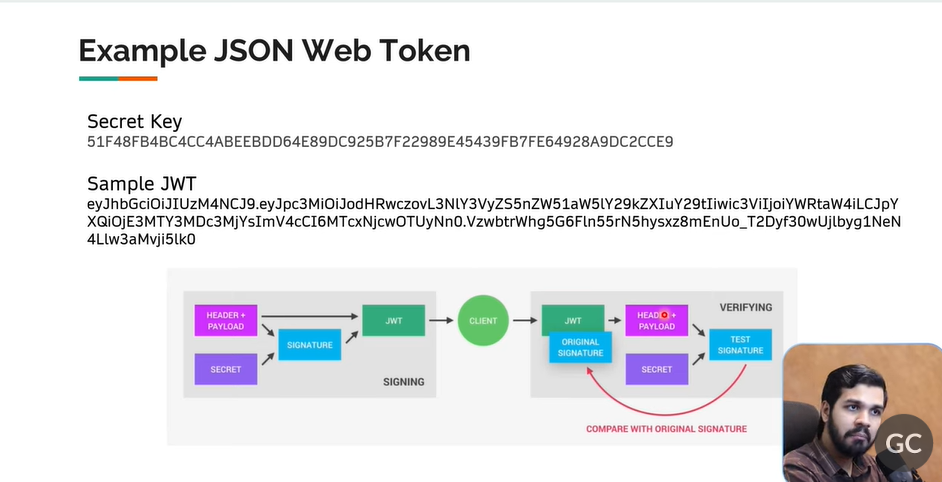 Example JSON Web Token
Secret Key
51F48FB4BC4CC4ABEEBDD64E89DC925B7F22989E45439FB7FE64928A9DC2CCE9
Sample JWT
eyJhbGciOiJIUzM4NCJ9.eyJpc3MiOiJodHRwczovL3NlY3VyZS5nZW51aW5lY29kZXIuY29tIiwic3ViIjoiYWRtaW4iLCJpY
XQiOjE3MTY3MDc3MjYsImV4cCI6MTcxNjcwOTUyNn0.VzwbtrWhg5G6Fln55rN5hysxz8mEnUo_T2Dyf30wUjlbyg1NeN
4Llw3aMvji5lk0
HEADER +
PAYLOAD
SIGNATURE
SECRET
JWT
SIGNING
CLIENT
VERIFYING
JWT
ORIGINAL
SIGNATURE
HEAD +
PAYLOAD
SECRET
TEST
SIGNATURE
COMPARE WITH ORIGINAL SIGNATURE
GC